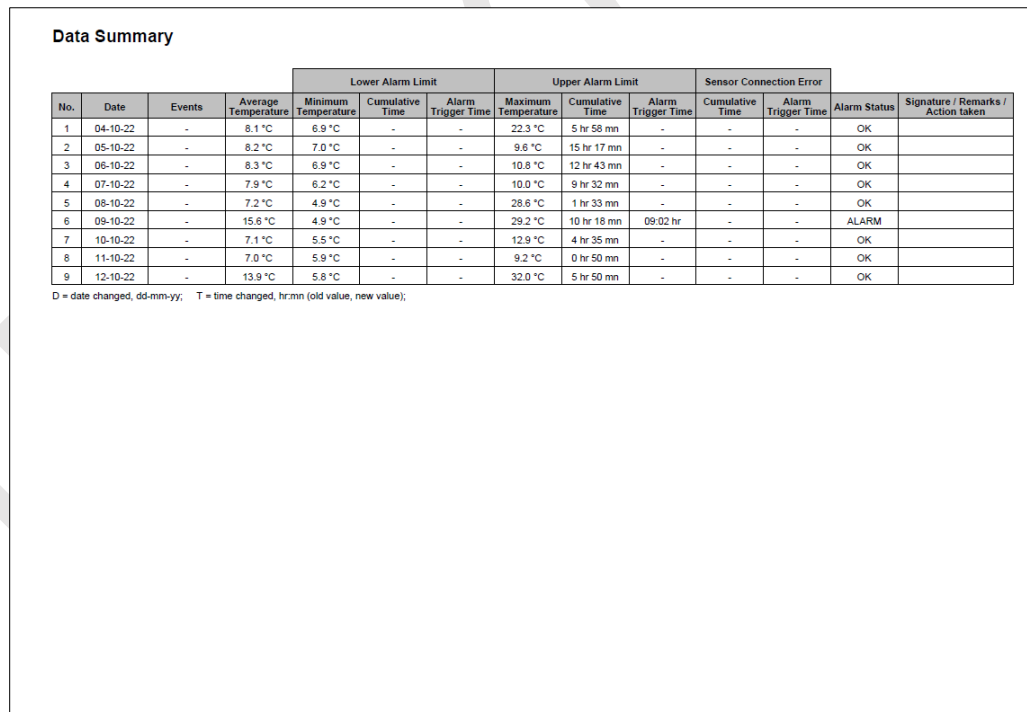 Data Summary
Lower Alarm Limit Upper Alarm Limit Sensor Connection Error
No. Date Events Average Temperature Minimum Temperature Cumulative Time Alarm Trigger Time Maximum Temperature Cumulative Time Alarm Trigger Time Cumulative Time Alarm Trigger Time Alarm Status Signature / Remarks / Action taken
1 04-10-22 - 8.1 °C 6.9 °C - - 22.3 °C 5 hr 58 mn - - - OK
2 05-10-22 - 8.2 °C 7.0 °C - - 9.6 °C 15 hr 17 mn - - - OK
3 06-10-22 - 8.3 °C 6.9 °C - - 10.8 °C 12 hr 43 mn - - - OK
4 07-10-22 - 7.9 °C 6.2 °C - - 10.0 °C 9 hr 32 mn - - - OK
5 08-10-22 - 7.2 °C 4.9 °C - - 28.6 °C 1 hr 33 mn - - - OK
6 09-10-22 - 15.6 °C 4.9 °C - - 29.2 °C 10 hr 18 mn 09:02 hr - - ALARM
7 10-10-22 - 7.1 °C 5.5 °C - - 12.9 °C 4 hr 35 mn - - - OK
8 11-10-22 - 7.0 °C 5.9 °C - - 9.2 °C 0 hr 50 mn - - - OK
9 12-10-22 - 13.9 °C 5.8 °C - - 32.0 °C 5 hr 50 mn - - - OK
D = date changed, dd-mm-yy; T = time changed, hr:mn (old value, new value);